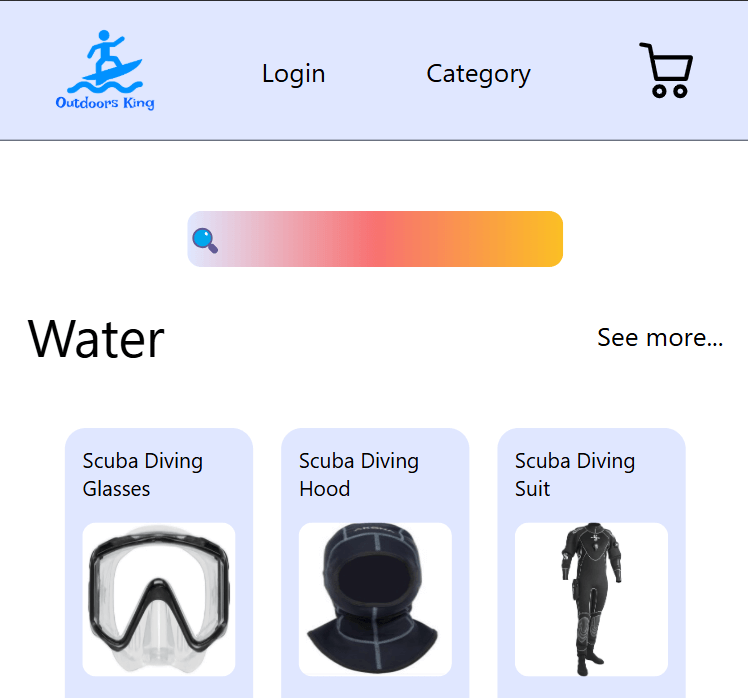 Outdoors King
Login
Category
Water
See more...
Scuba Diving
Glasses
Scuba Diving
Hood
Scuba Diving
Suit